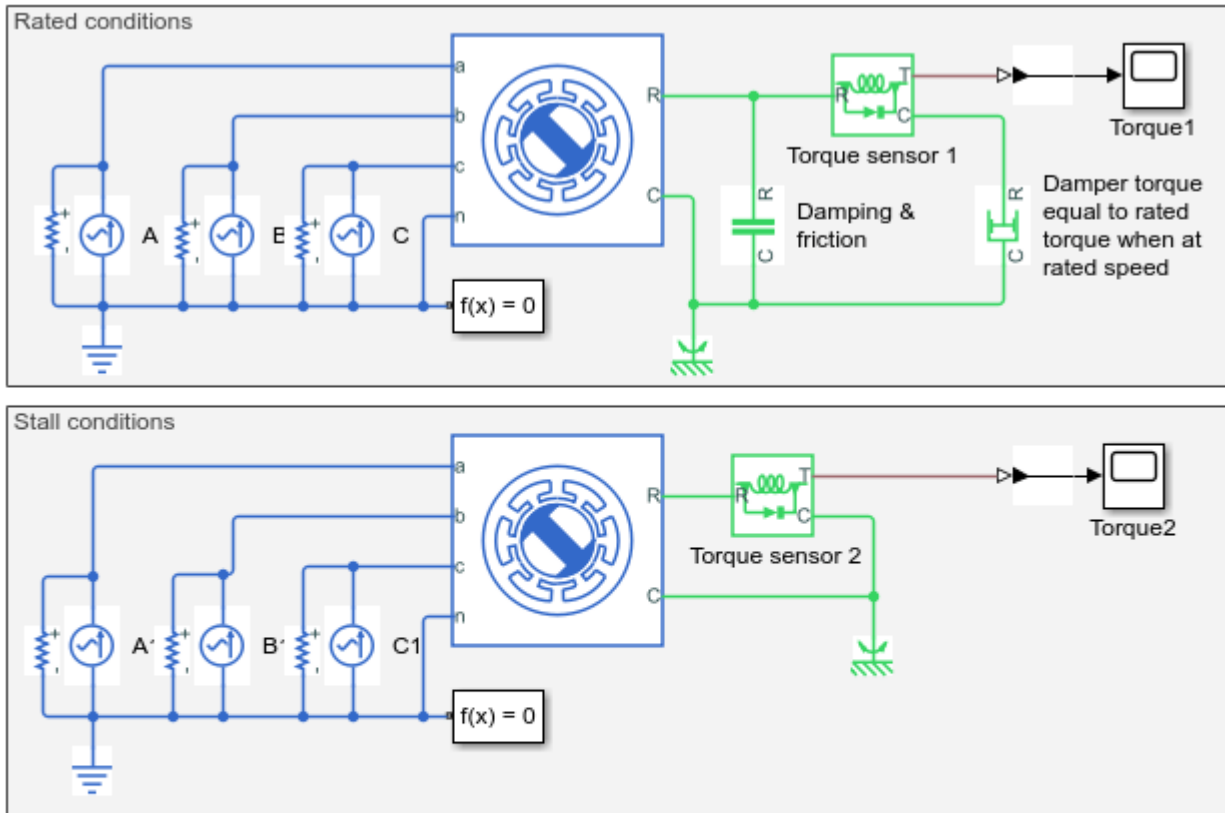 Rated conditions
a
b
c
n
R
C
A
B
C
f(x) = 0
R
T
C
Torque sensor 1
Torque1
R
C
Damping &
friction
R
C
Damper torque
equal to rated
torque when at
rated speed
+
-
+
-
+
-
Stall conditions
a
b
c
n
R
C
A1
B1
C1
f(x) = 0
R
T
C
Torque sensor 2
Torque2
+
-
+
-
+
-